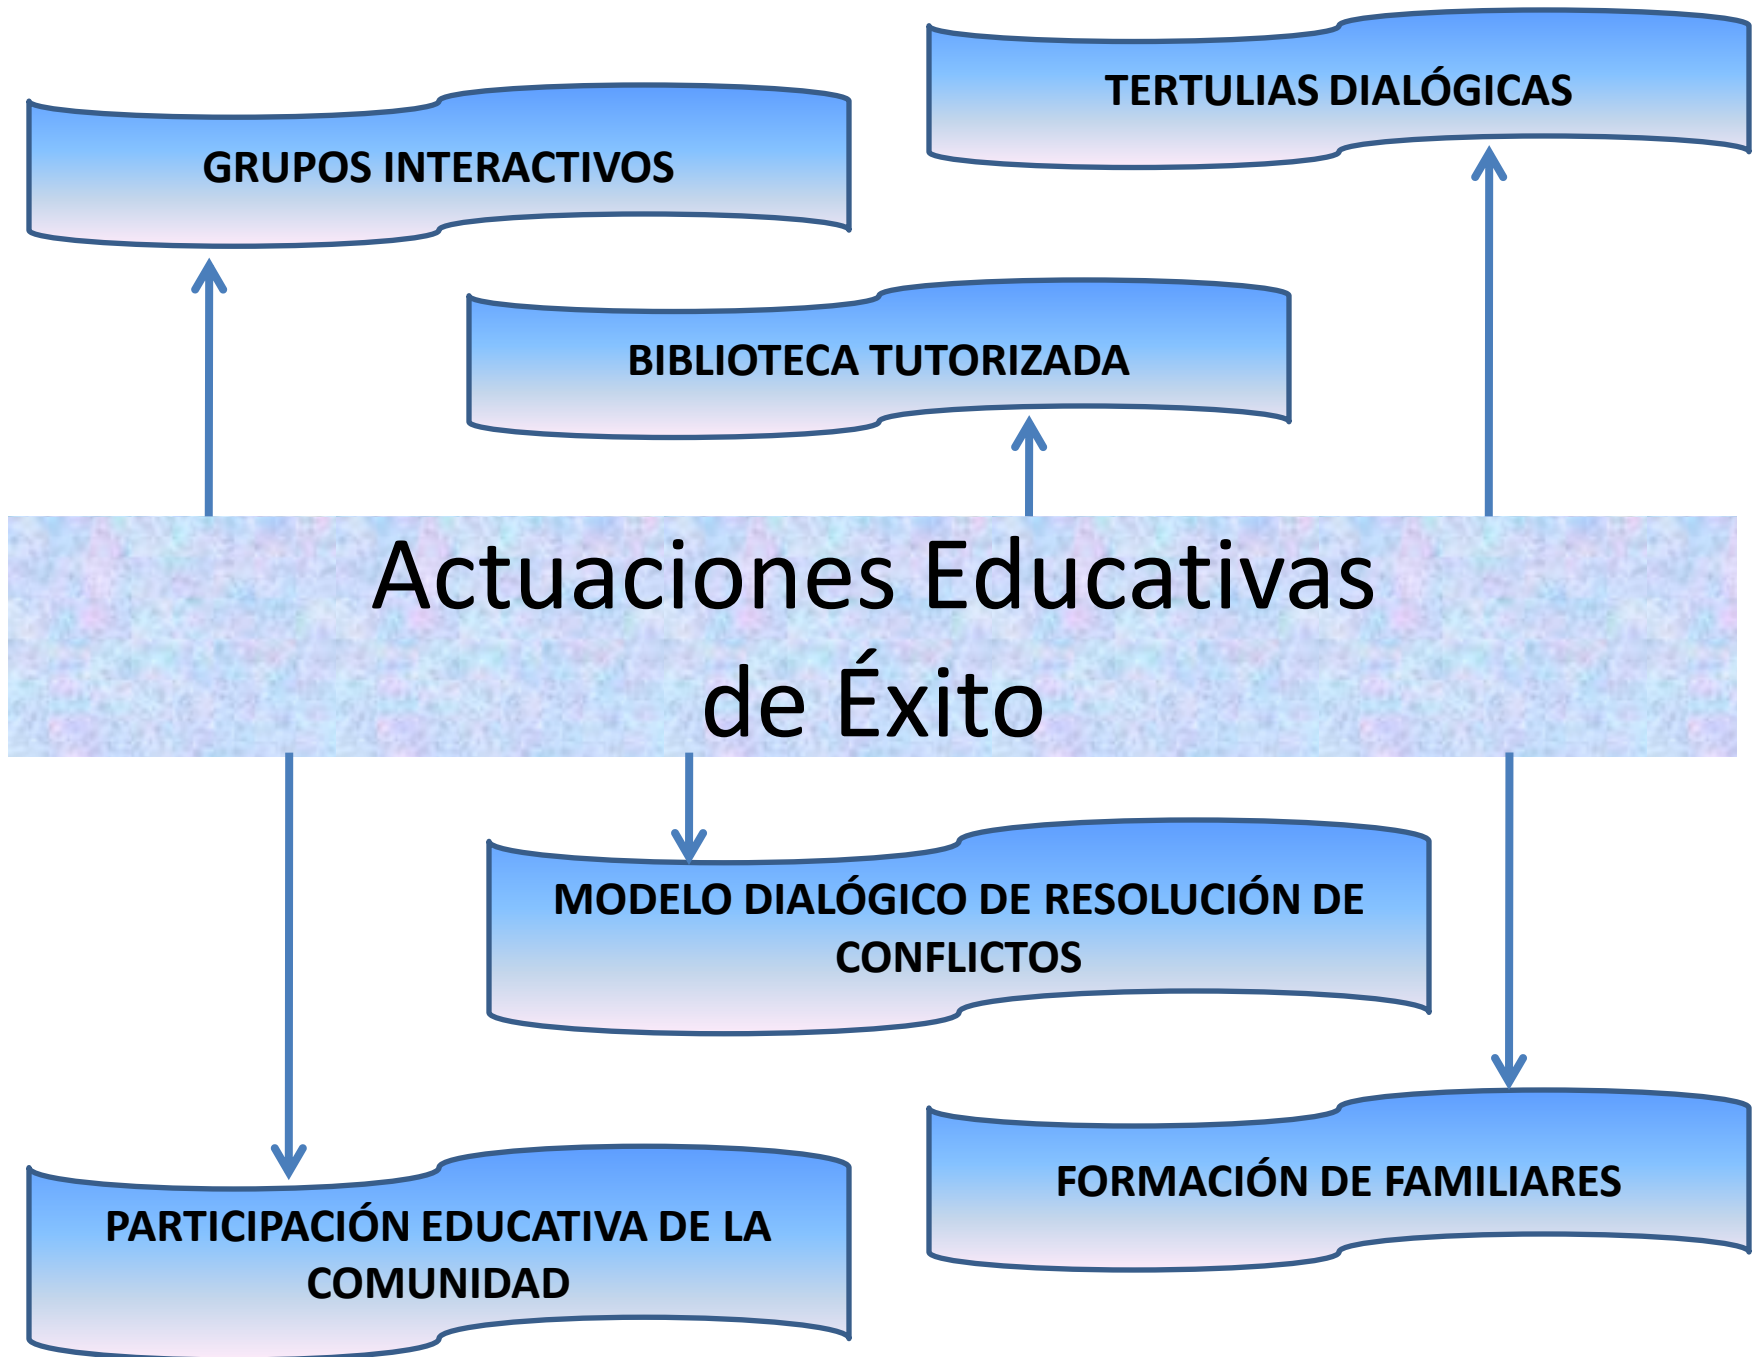 TERTULIAS DIALÓGICAS
GRUPOS INTERACTIVOS
BIBLIOTECA TUTORIZADA
Actuaciones Educativas
de Éxito
MODELO DIALÓGICO DE RESOLUCIÓN DE
CONFLICTOS
FORMACIÓN DE FAMILIARES
PARTICIPACIÓN EDUCATIVA DE LA
COMUNIDAD